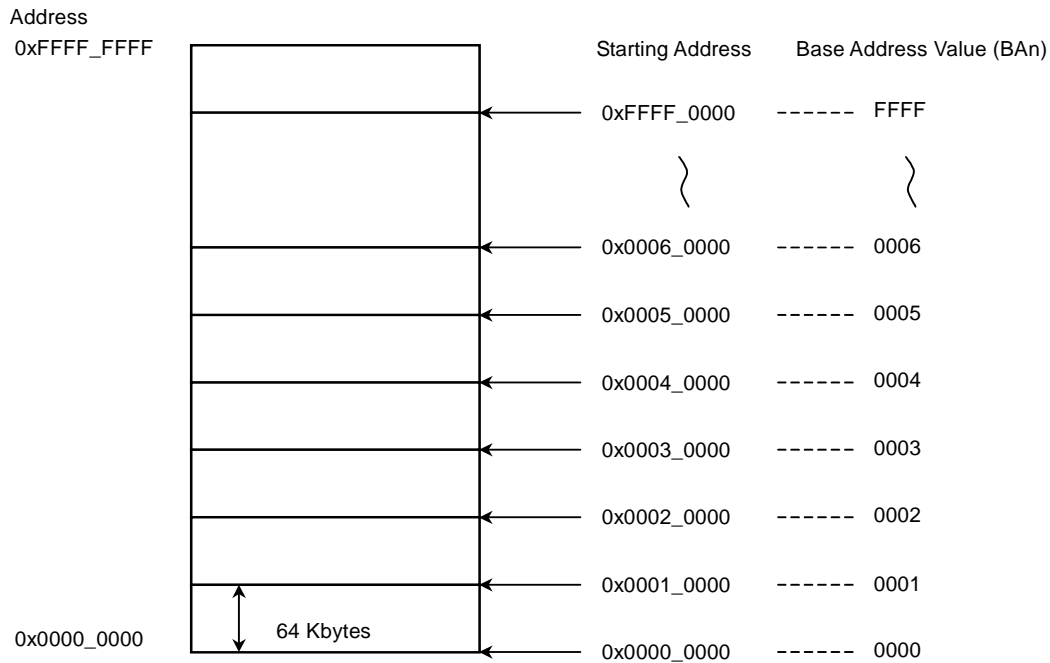 Address
0xFFFF_FFFF
Starting Address Base Address Value (BAn)
0xFFFF_0000 ------ FFFF
0x0006_0000 ------ 0006
0x0005_0000 ------ 0005
0x0004_0000 ------ 0004
0x0003_0000 ------ 0003
0x0002_0000 ------ 0002
0x0001_0000 ------ 0001
64 Kbytes
0x0000_0000
0x0000_0000 ------ 0000